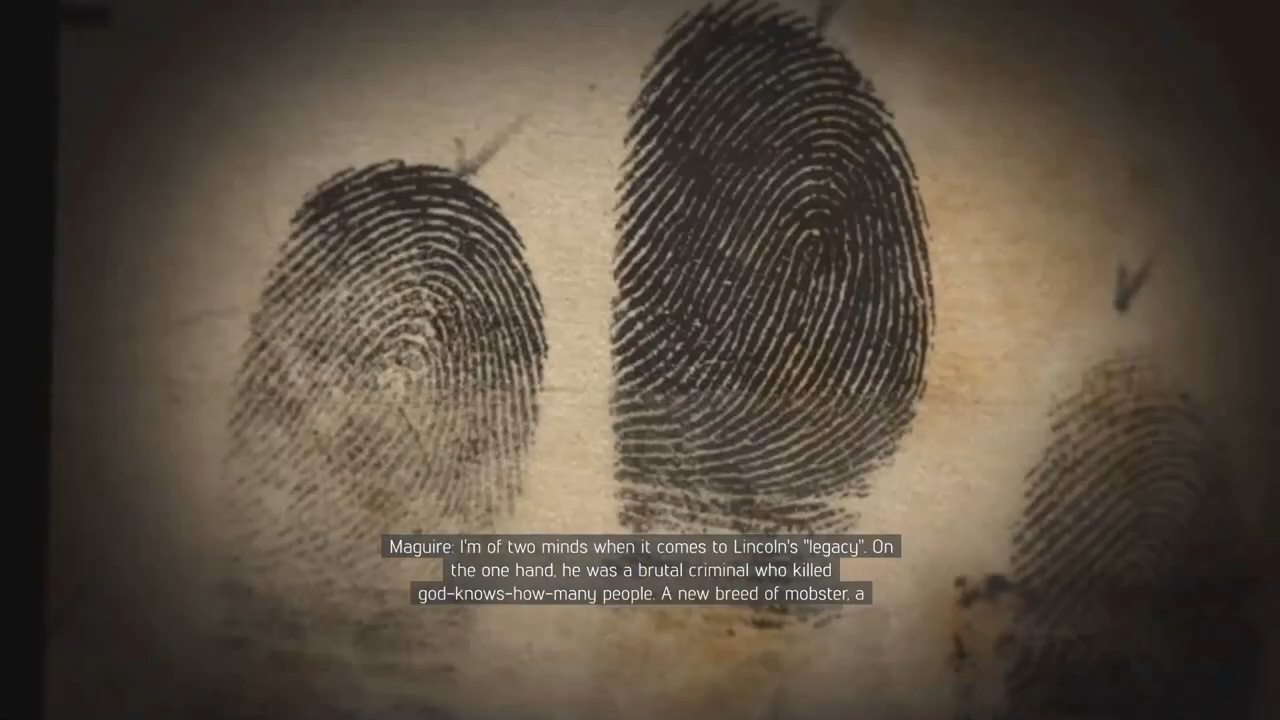 Maguire: I'm of two minds when it comes to Lincoln's "legacy". On
the one hand, he was a brutal criminal who killed
god-knows-how-many people. A new breed of mobster, a